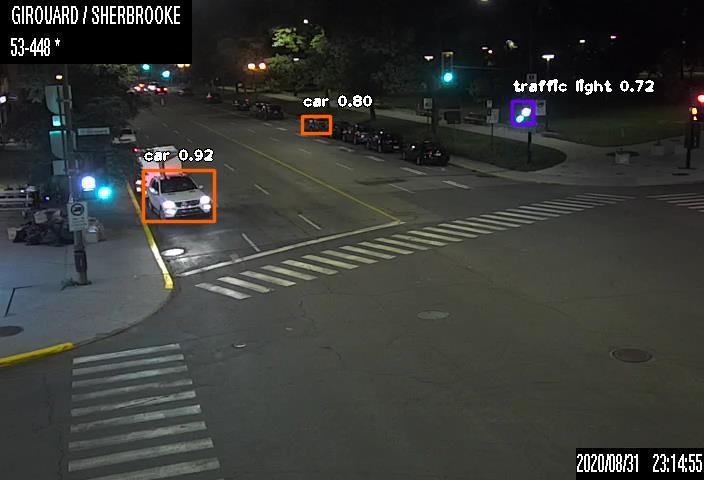 GIROUARD / SHERBROOKE
53-448 *
traffic light 0.72
car 0.80
car 0.92
2020/08/31 23:14:55